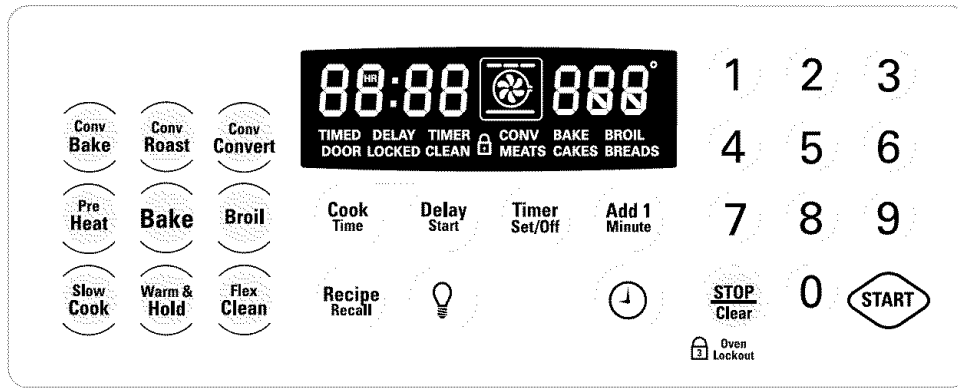 Conv
Bake
Conv
Roast
Conv
Convert
Pre
Heat
Bake
Broil
Slow
Cook
Warm &
Hold
Flex
Clean
88:88
HR
888°
TIMED DELAY TIMER CONV BAKE BROIL
DOOR LOCKED CLEAN MEATS CAKES BREADS
Cook
Time
Delay
Start
Timer
Set/Off
Add 1
Minute
Recipe
Recall
1 2 3
4 5 6
7 8 9
STOP
Clear
0
START
3
Oven
Lockout